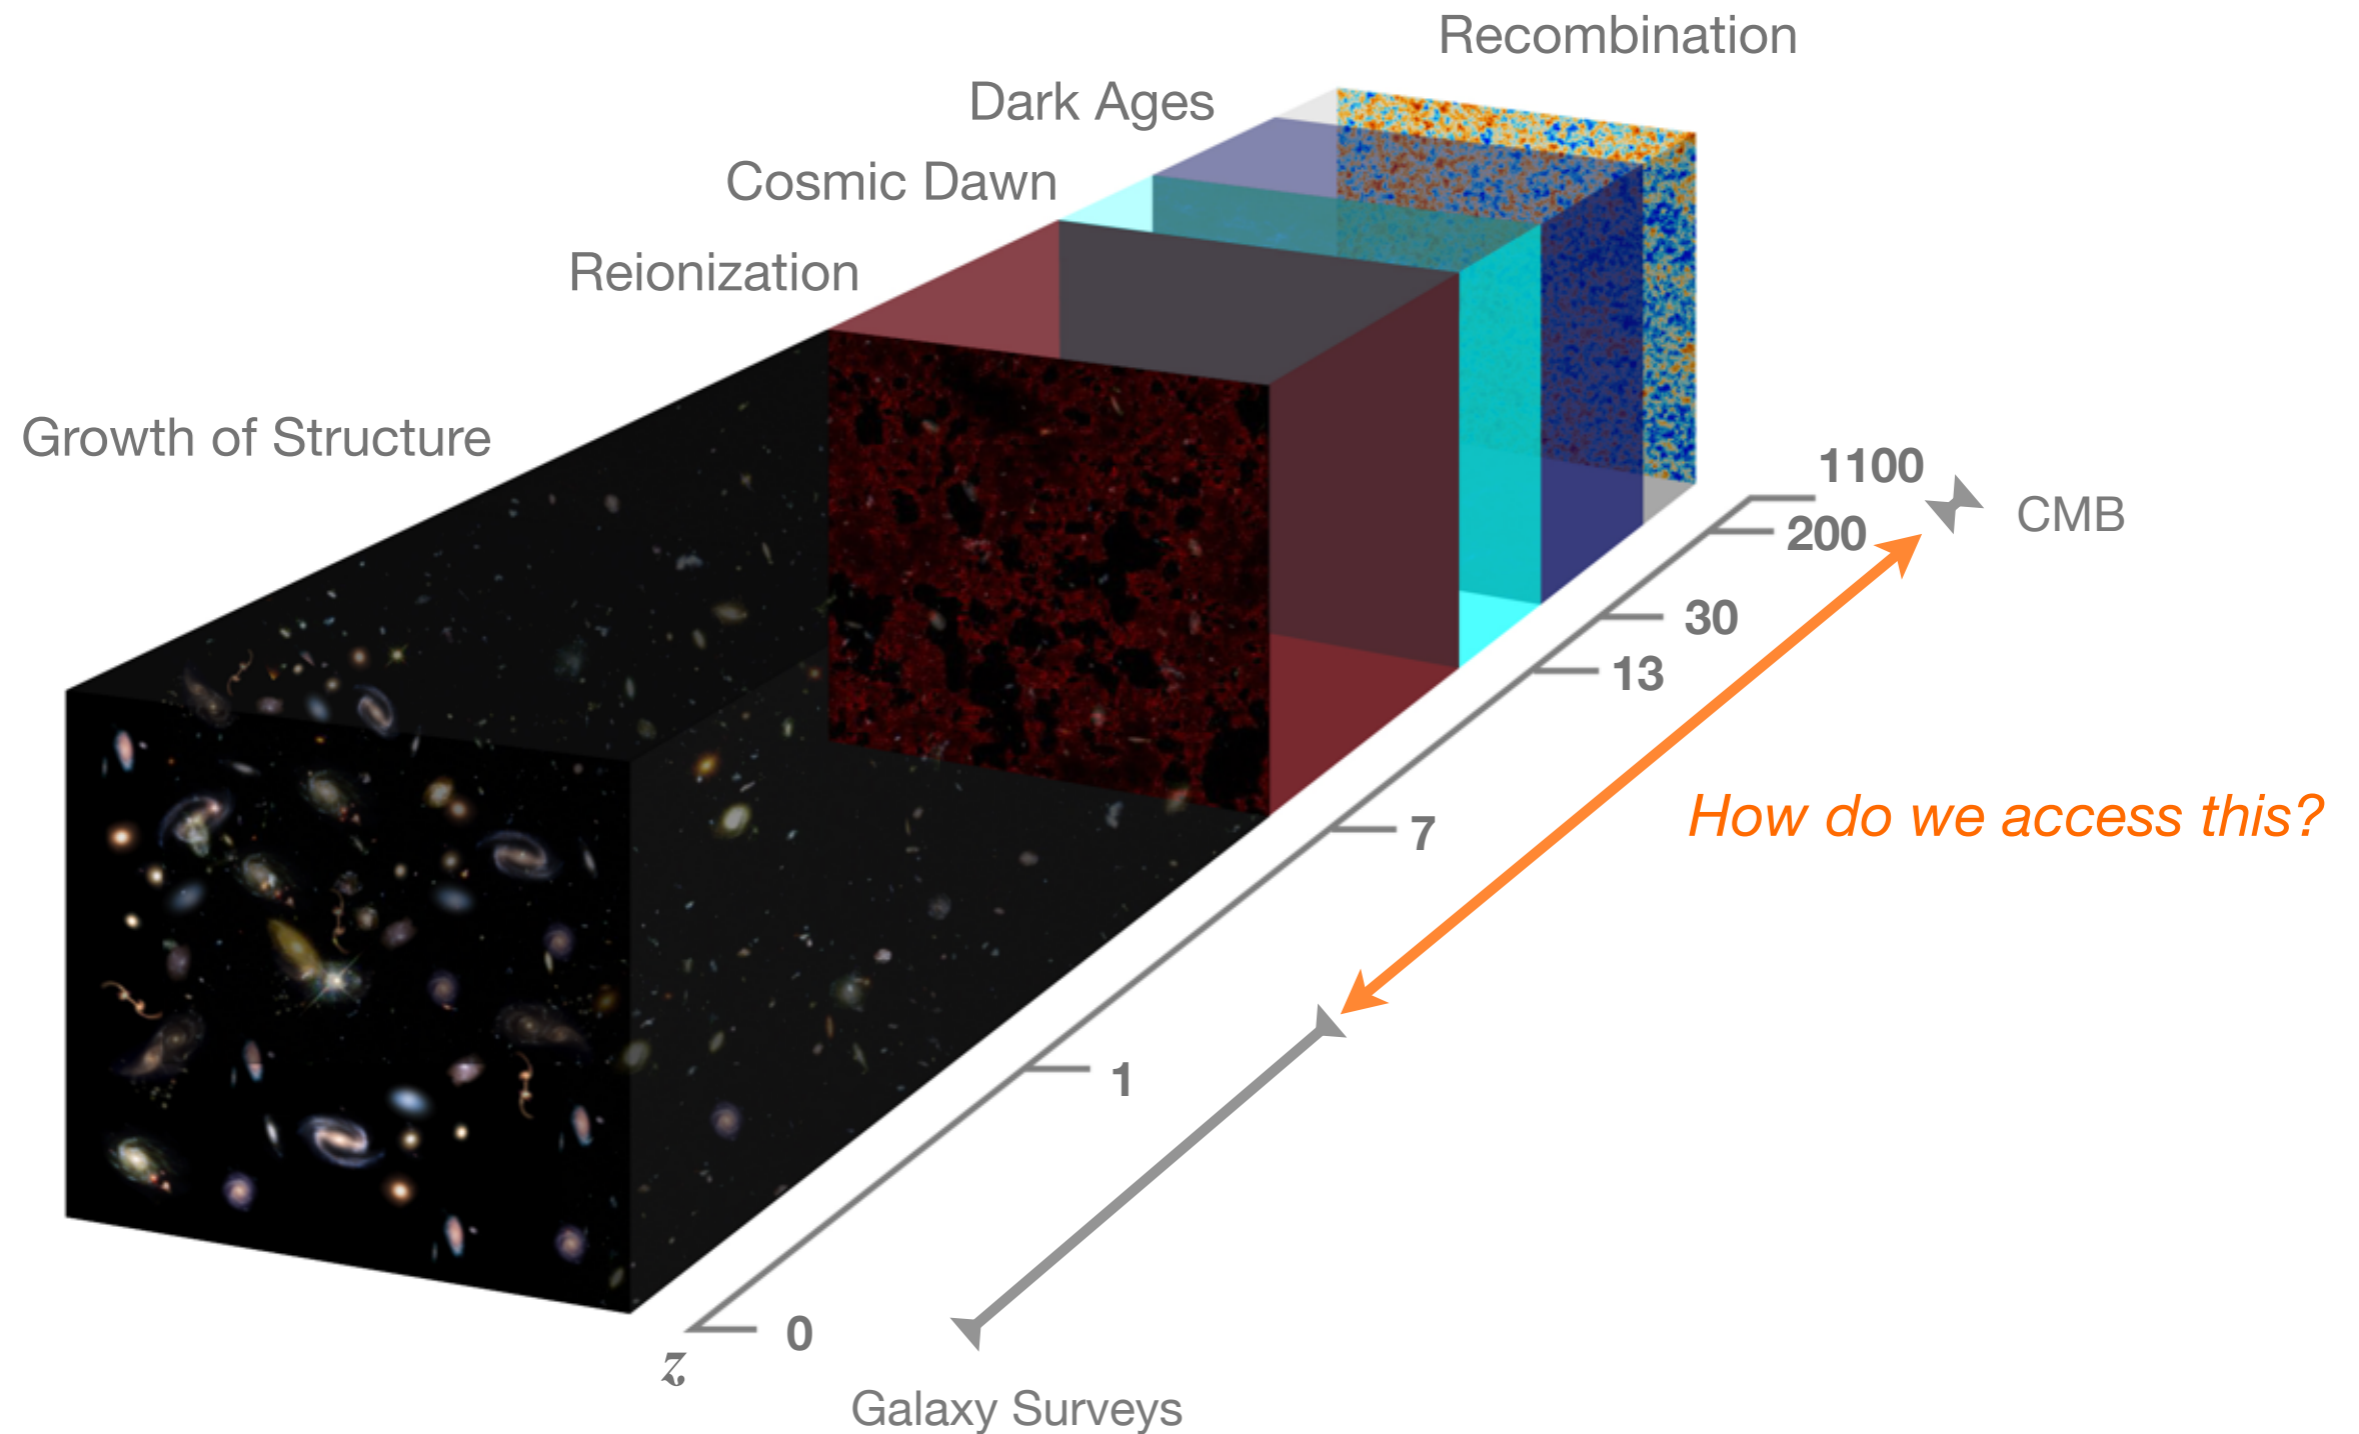 Recombination
Dark Ages
Cosmic Dawn
Reionization
Growth of Structure
1100
CMB
200
30
13
How do we access this?
7
1
0
z
Galaxy Surveys